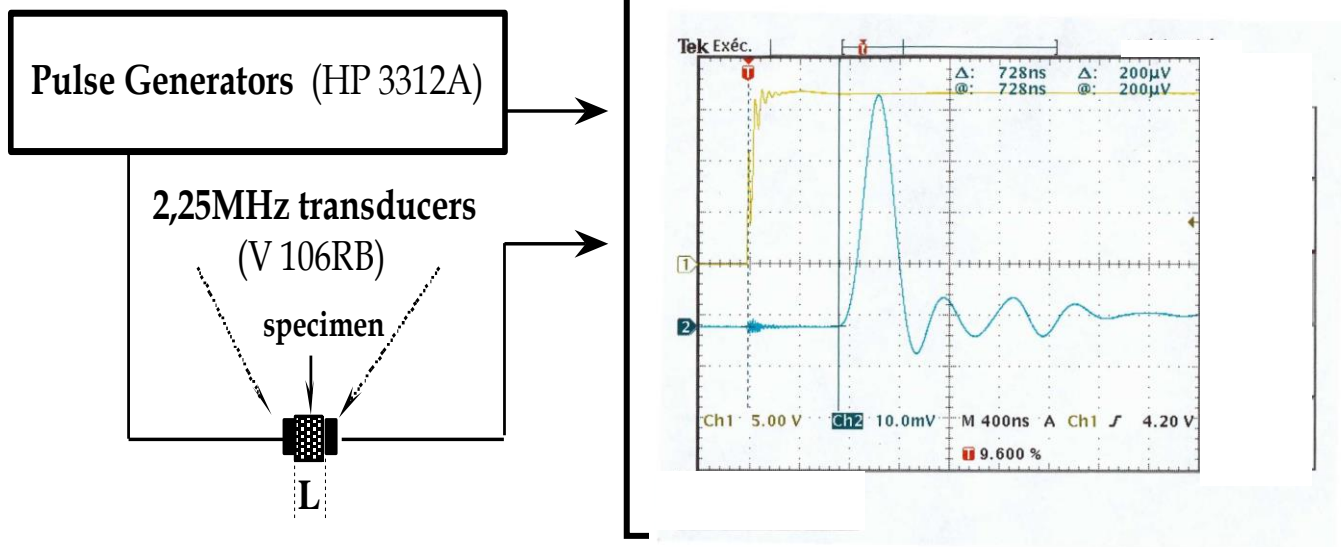 Pulse Generators (HP 3312A)
2,25MHz transducers
(V 106RB)
specimen
L
Tek Exéc.
T
T
Δ: 728ns Δ: 200µV
@: 728ns @: 200µV
1
2
Ch1 5.00 V Ch2 10.0mV M 400ns A Ch1 4.20 V
T 9.600 %